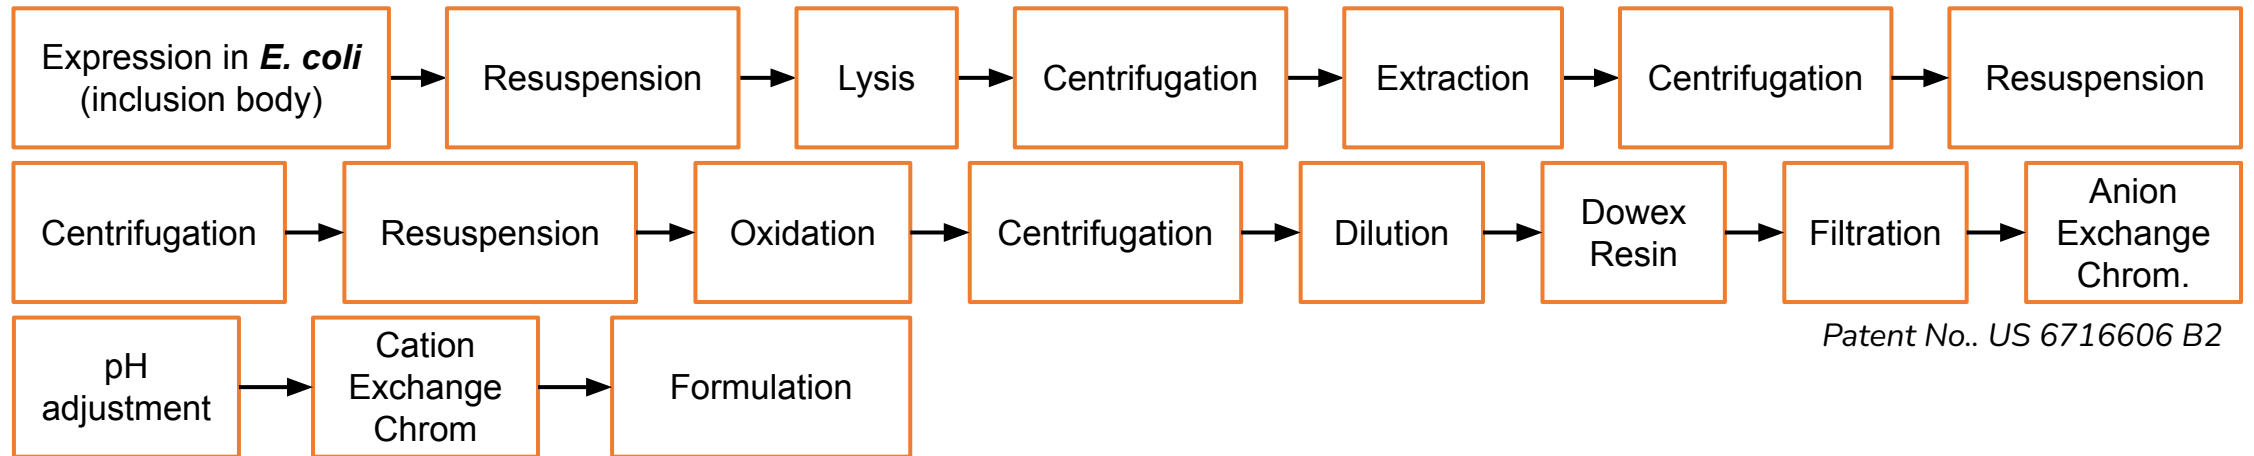 Expression in E. coli
(inclusion body)
Resuspension
Lysis
Centrifugation
Extraction
Centrifugation
Resuspension
Centrifugation
Resuspension
Oxidation
Centrifugation
Dilution
Dowex
Resin
Filtration
Anion
Exchange
Chrom.
pH
adjustment
Cation
Exchange
Chrom
Formulation
Patent No.. US 6716606 B2